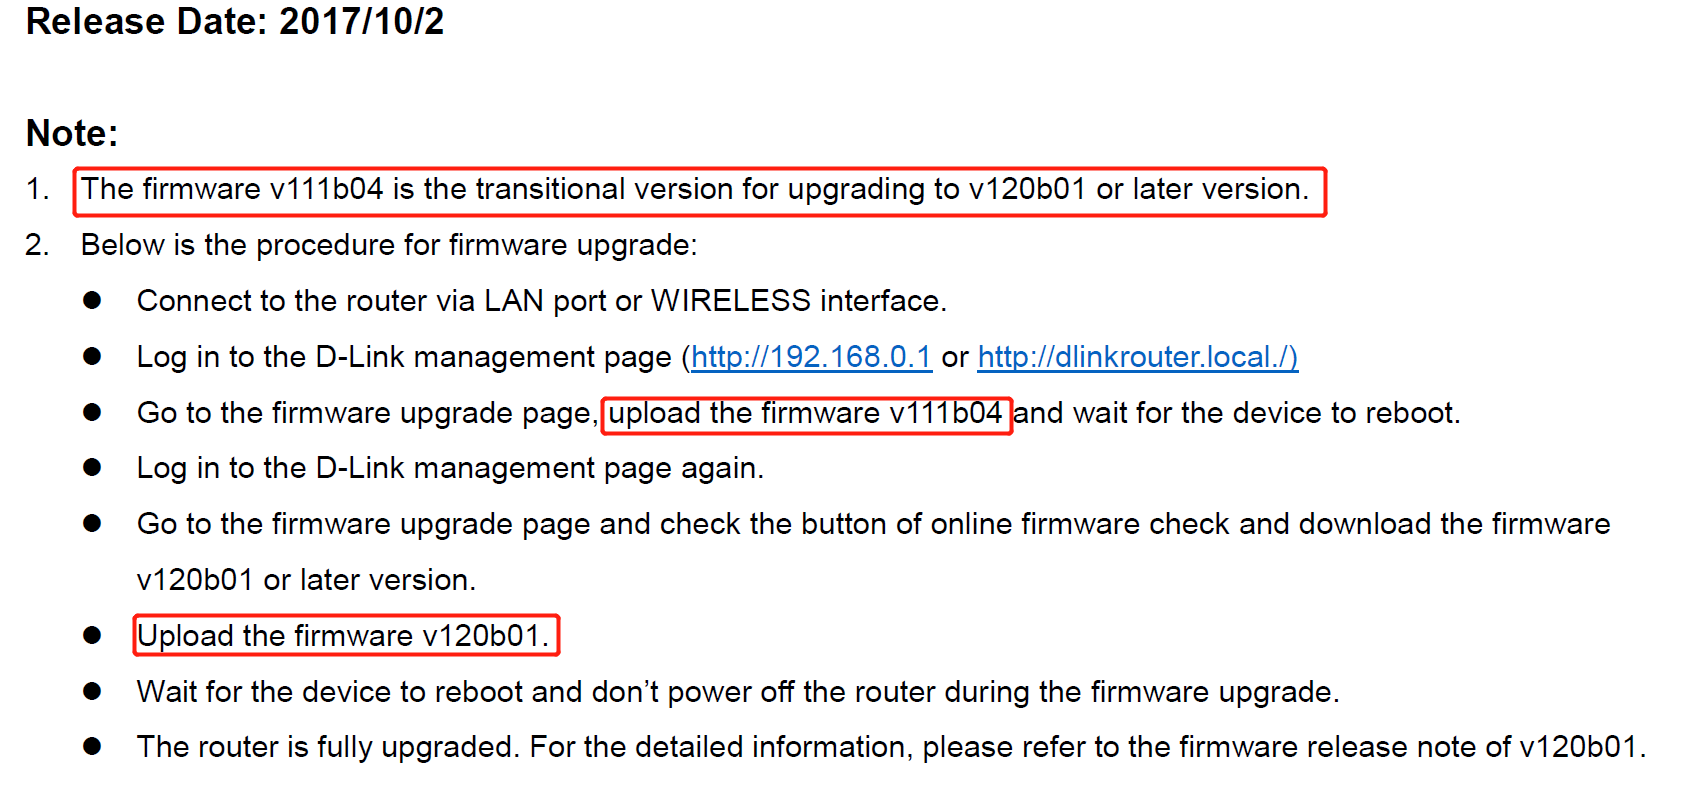 Release Date: 2017/10/2
Note:
1. The firmware v111b04 is the transitional version for upgrading to v120b01 or later version.
2. Below is the procedure for firmware upgrade:
● Connect to the router via LAN port or WIRELESS interface.
● Log in to the D-Link management page (http://192.168.0.1 or http://dlinkrouter.local./)
● Go to the firmware upgrade page, upload the firmware v111b04 and wait for the device to reboot.
● Log in to the D-Link management page again.
● Go to the firmware upgrade page and check the button of online firmware check and download the firmware
v120b01 or later version.
● Upload the firmware v120b01.
● Wait for the device to reboot and don’t power off the router during the firmware upgrade.
● The router is fully upgraded. For the detailed information, please refer to the firmware release note of v120b01.